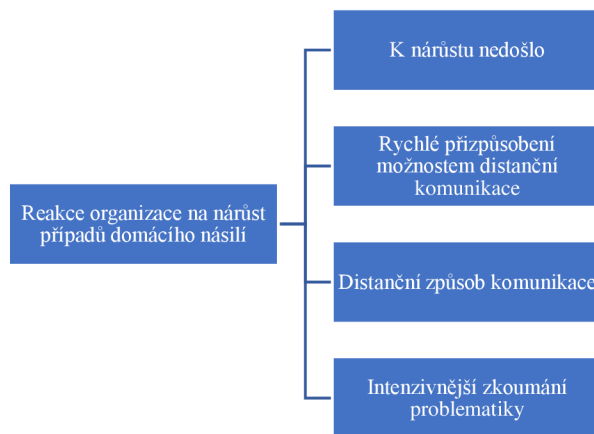 Reakce organizace na nárůst
případů domácího násilí
K nárůstu nedošlo
Rychlé přizpůsobení
možnostem distanční
komunikace
Distanční způsob komunikace
Intenzivnější zkoumání
problematiky